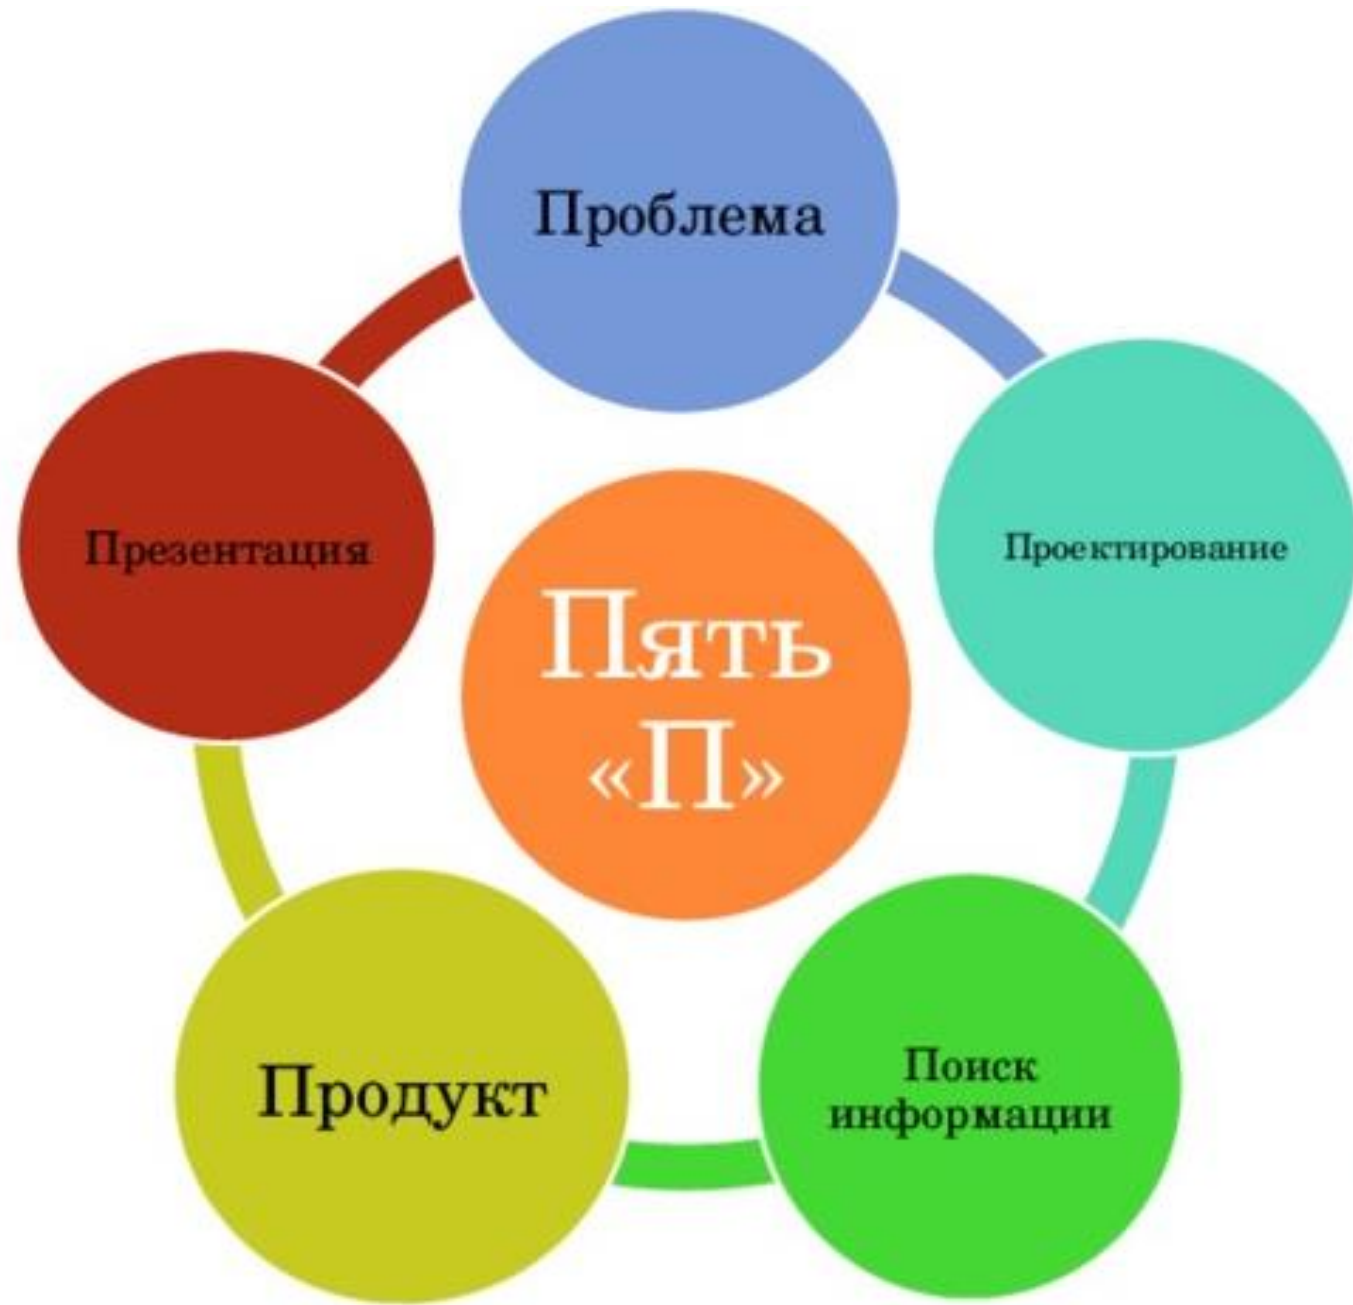 Проблема
Проектирование
Поиск
информации
Продукт
Презентация
Пять
«П»